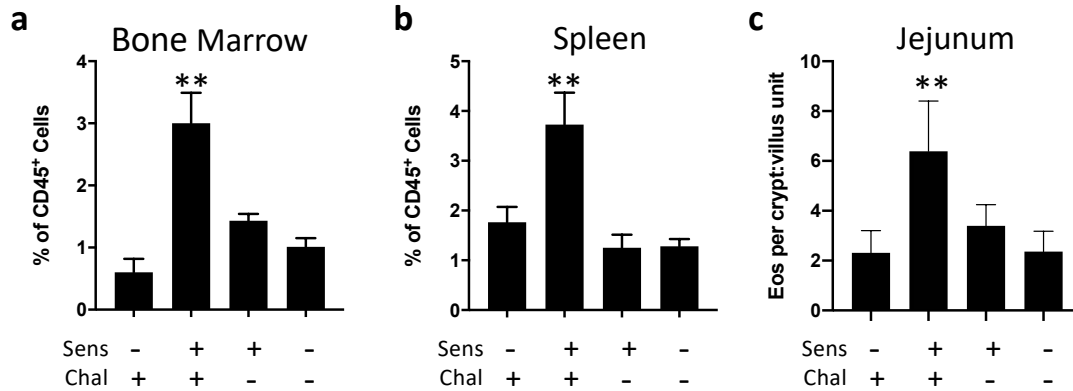 a
Bone Marrow
% of CD45⁺ Cells
4
3
2
1
0
**
Sens - + + -
Chal + + - -
b
Spleen
% of CD45⁺ Cells
5
4
3
2
1
0
**
Sens - + + -
Chal + + - -
c
Jejunum
Eos per crypt:villus unit
10
8
6
4
2
0
**
Sens - + + -
Chal + + - -